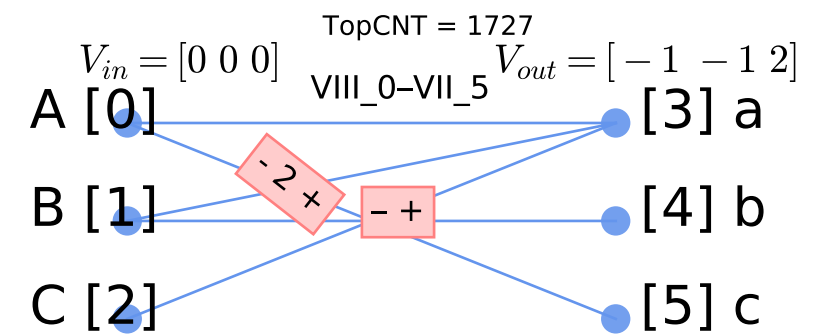 TopCNT = 1727
V_in = [0 0 0]
V_out = [− 1 − 1 2]
VIII_0–VII_5
A [0]
[3] a
- 2 +
B [1]
– +
[4] b
C [2]
[5] c